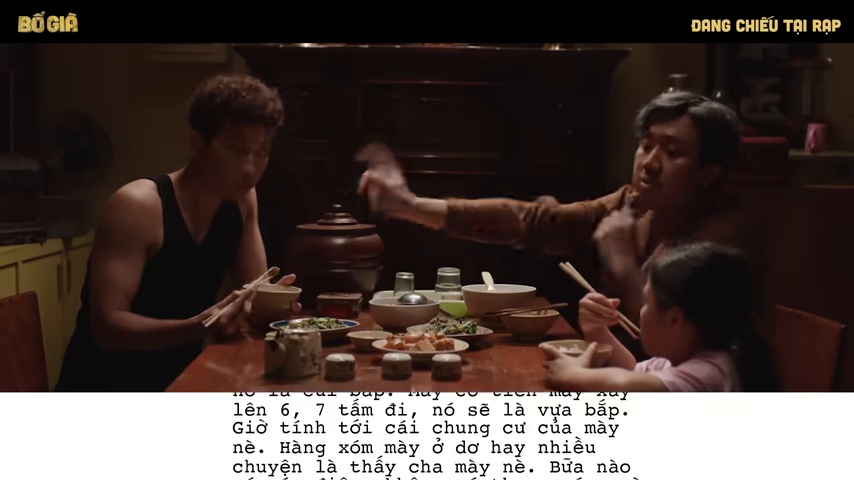 BỐ GIÀ
ĐANG CHIẾU TẠI RẠP
lên 6, 7 tấm đi, nó sẽ là vựa bắp.
Giờ tính tới cái chung cư của mày
nè. Hàng xóm mày ở dơ hay nhiều
chuyện là thấy cha mày nè. Bữa nào